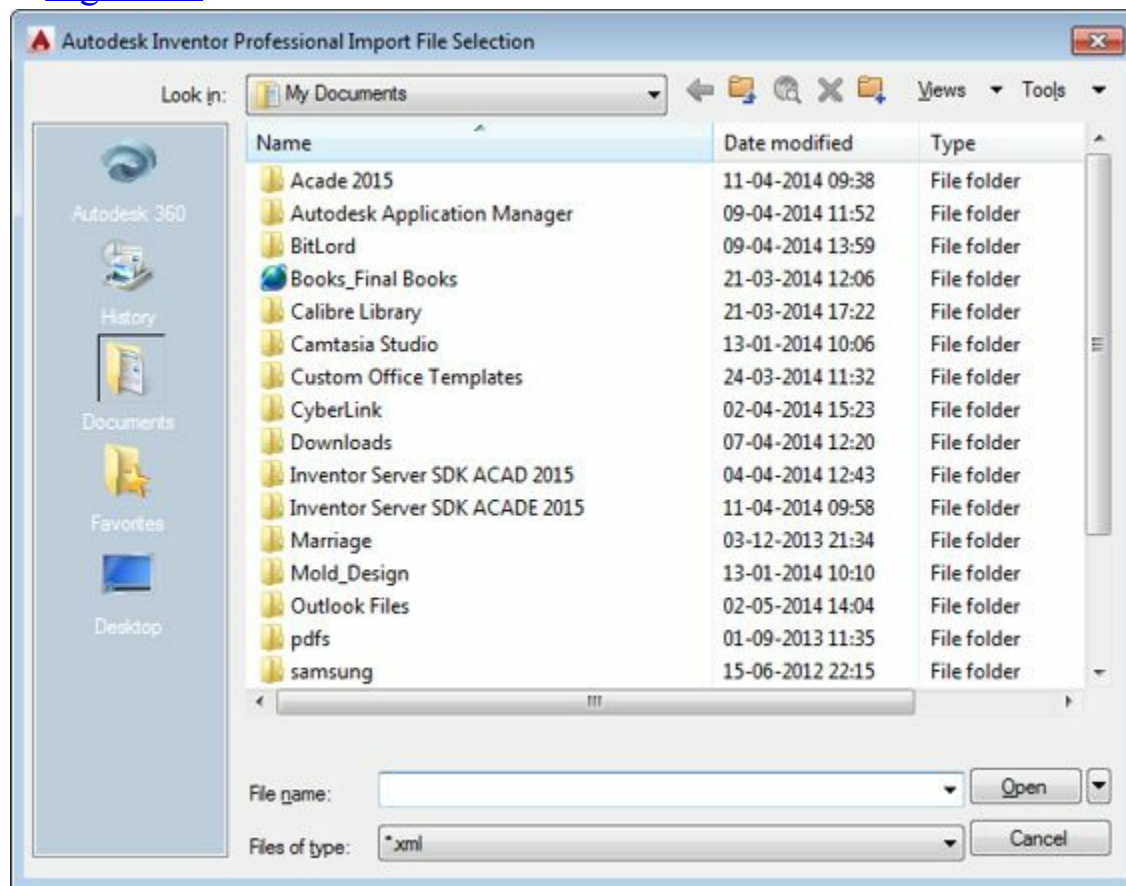 Autodesk Inventor Professional Import File Selection
Look in: My Documents Views Tools
Name Date modified Type
Acade 2015 11-04-2014 09:38 File folder
Autodesk Application Manager 09-04-2014 11:52 File folder
BitLord 09-04-2014 13:59 File folder
Books_Final Books 21-03-2014 12:06 File folder
Calibre Library 21-03-2014 17:22 File folder
Camtasia Studio 13-01-2014 10:06 File folder
Custom Office Templates 24-03-2014 11:32 File folder
CyberLink 02-04-2014 15:23 File folder
Downloads 07-04-2014 12:20 File folder
Inventor Server SDK ACAD 2015 04-04-2014 12:43 File folder
Inventor Server SDK ACADE 2015 11-04-2014 09:58 File folder
Marriage 03-12-2013 21:34 File folder
Mold_Design 13-01-2014 10:10 File folder
Outlook Files 02-05-2014 14:04 File folder
pdfs 01-09-2013 11:35 File folder
samsung 15-06-2012 22:15 File folder
Autodesk 360
History
Documents
Favorites
Desktop
File name: Open
Files of type: *.xml Cancel